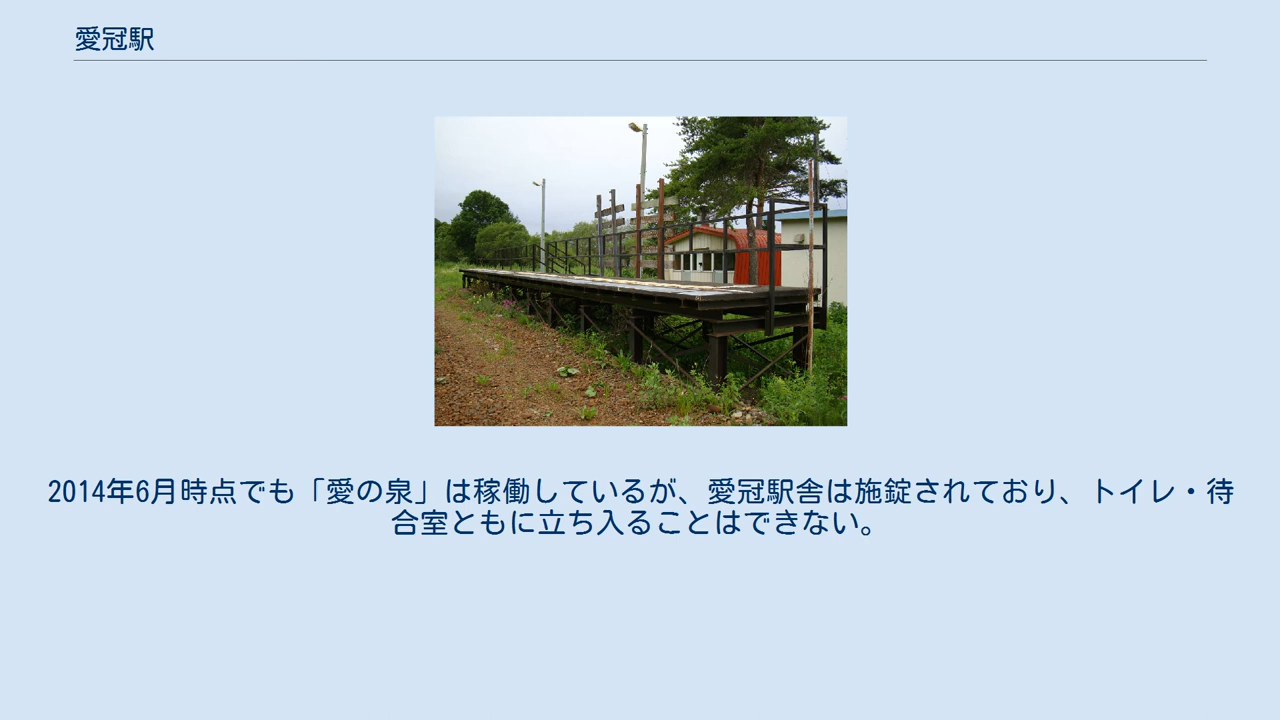 愛冠駅
2014年6月時点でも「愛の泉」は稼働しているが、愛冠駅舎は施錠されており、トイレ・待
合室ともに立ち入ることはできない。